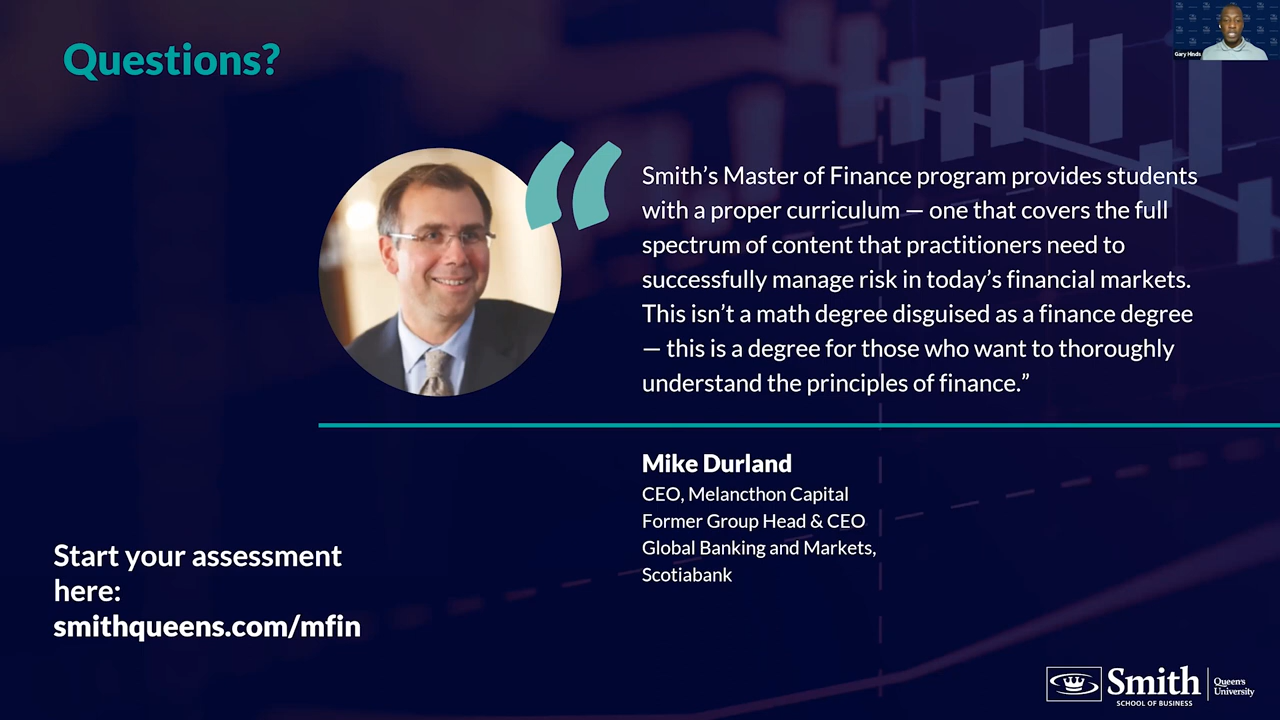 Questions?
Gary Hinds
“
Smith’s Master of Finance program provides students
with a proper curriculum — one that covers the full
spectrum of content that practitioners need to
successfully manage risk in today’s financial markets.
This isn’t a math degree disguised as a finance degree
— this is a degree for those who want to thoroughly
understand the principles of finance.”
Mike Durland
CEO, Melancthon Capital
Former Group Head & CEO
Global Banking and Markets,
Scotiabank
Start your assessment
here:
smithqueens.com/mfin
Smith
SCHOOL OF BUSINESS
Queen's
University